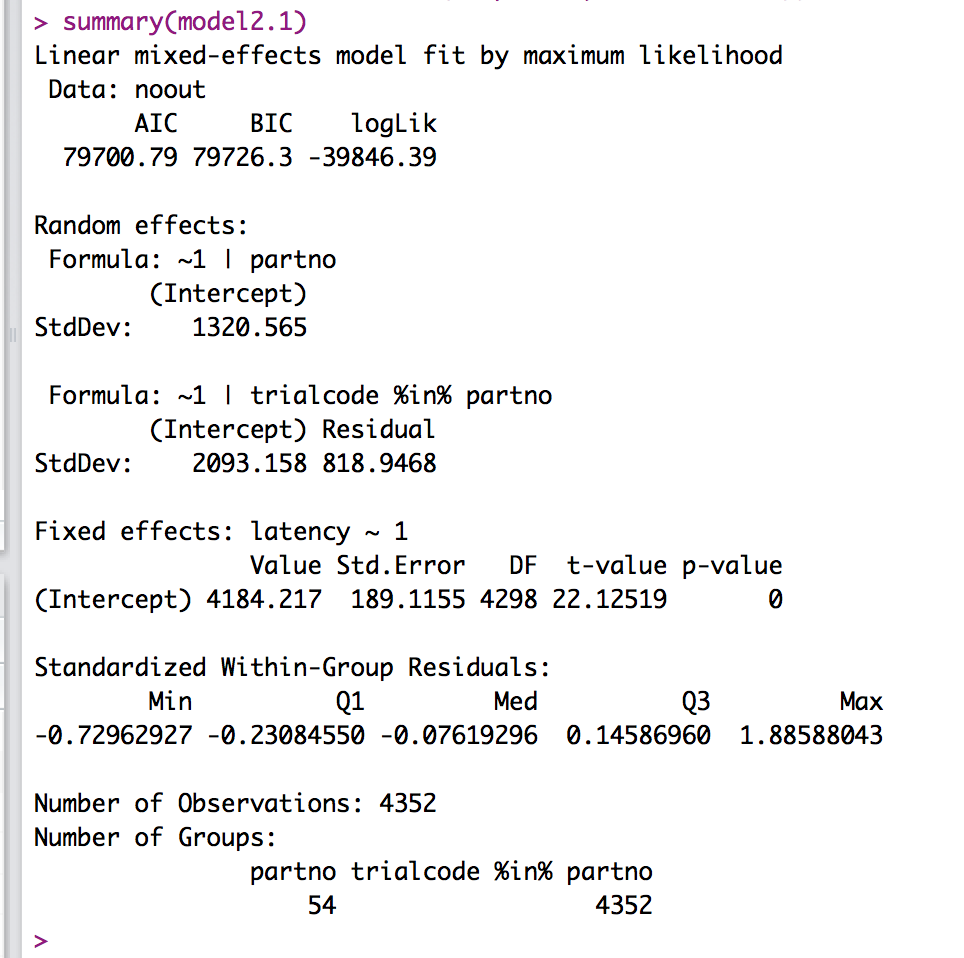 > summary(model2.1)
Linear mixed-effects model fit by maximum likelihood
 Data: noout
       AIC     BIC    logLik
  79700.79 79726.3 -39846.39

Random effects:
 Formula: ~1 | partno
        (Intercept)
StdDev:    1320.565

 Formula: ~1 | trialcode %in% partno
        (Intercept) Residual
StdDev:    2093.158 818.9468

Fixed effects: latency ~ 1
               Value Std.Error   DF  t-value p-value
(Intercept) 4184.217  189.1155 4298 22.12519       0

Standardized Within-Group Residuals:
        Min          Q1         Med          Q3         Max
-0.72962927 -0.23084550 -0.07619296  0.14586960  1.88588043

Number of Observations: 4352
Number of Groups:
               partno trialcode %in% partno
                   54                  4352
>